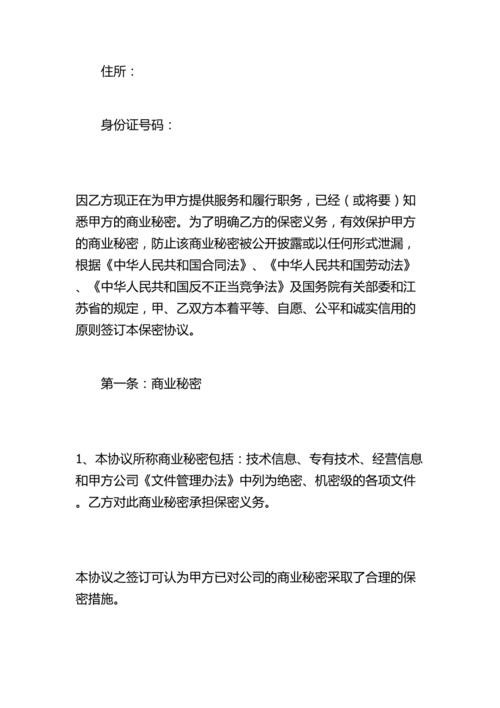 住所：
身份证号码：
因乙方现正在为甲方提供服务和履行职务，已经（或将要）知
悉甲方的商业秘密。为了明确乙方的保密义务，有效保护甲方
的商业秘密，防止该商业秘密被公开披露或以任何形式泄漏，
根据《中华人民共和国合同法》、《中华人民共和国劳动法》
、《中华人民共和国反不正当竞争法》及国务院有关部委和江
苏省的规定，甲、乙双方本着平等、自愿、公平和诚实信用的
原则签订本保密协议。
第一条：商业秘密
1、本协议所称商业秘密包括：技术信息、专有技术、经营信息
和甲方公司《文件管理办法》中列为绝密、机密级的各项文件
。乙方对此商业秘密承担保密义务。
本协议之签订可认为甲方已对公司的商业秘密采取了合理的保
密措施。